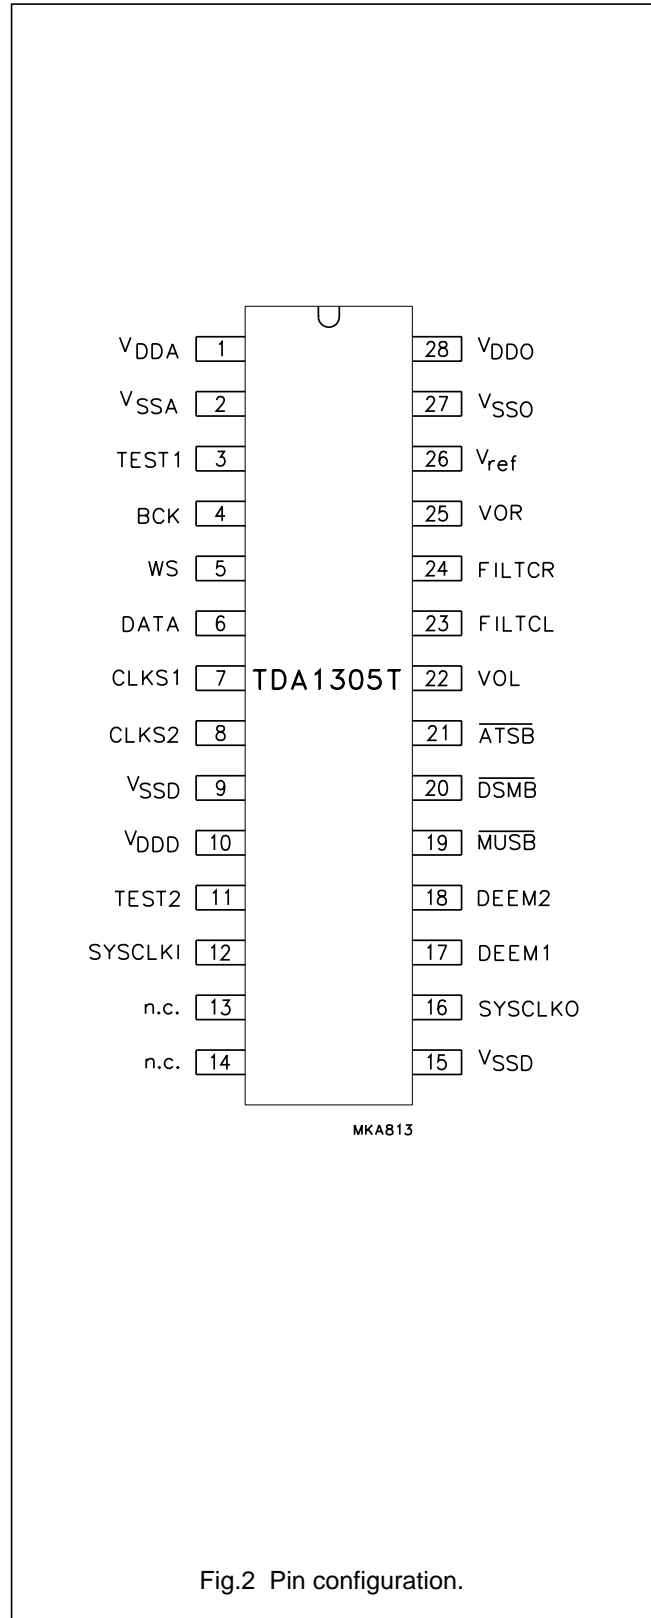 VDDA 1 28 VDDO
VSSA 2 27 VSSO
TEST1 3 26 Vref
BCK 4 25 VOR
WS 5 24 FILTCR
DATA 6 23 FILTCL
CLKS1 7 TDA1305T 22 VOL
CLKS2 8 21 A̅T̅S̅B̅
VSSD 9 20 D̅S̅M̅B̅
VDDD 10 19 M̅U̅S̅B̅
TEST2 11 18 DEEM2
SYSCLKI 12 17 DEEM1
n.c. 13 16 SYSCLKO
n.c. 14 15 VSSD
MKA813
Fig.2 Pin configuration.